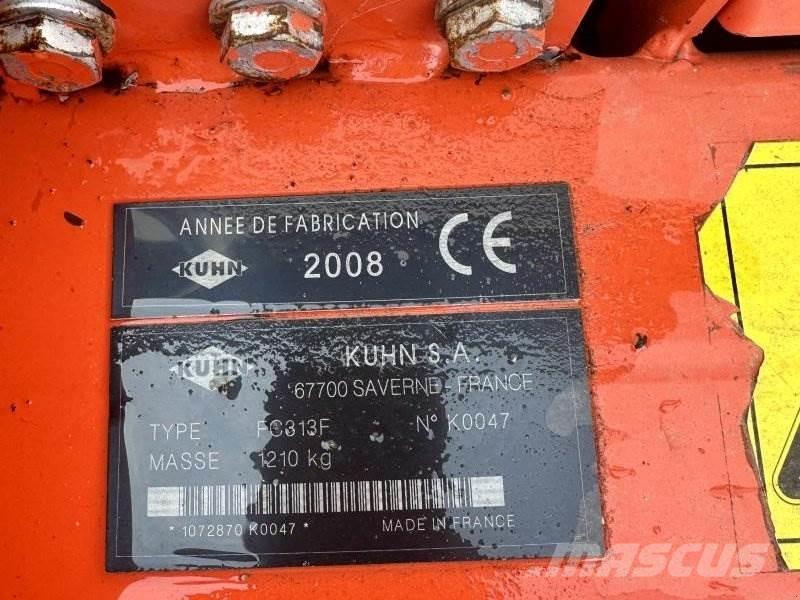 ANNEE DE FABRICATION
KUHN
2008
CE
KUHN
KUHN S.A.
67700 SAVERNE - FRANCE
TYPE FC313F N° K0047
MASSE 1210 kg
* 1072870 K0047 * MADE IN FRANCE
MASCUS